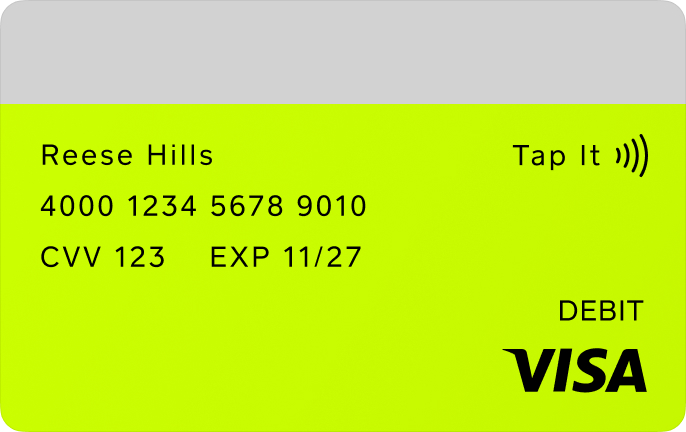 Reese Hills
Tap It
4000 1234 5678 9010
CVV 123 EXP 11/27
DEBIT
VISA